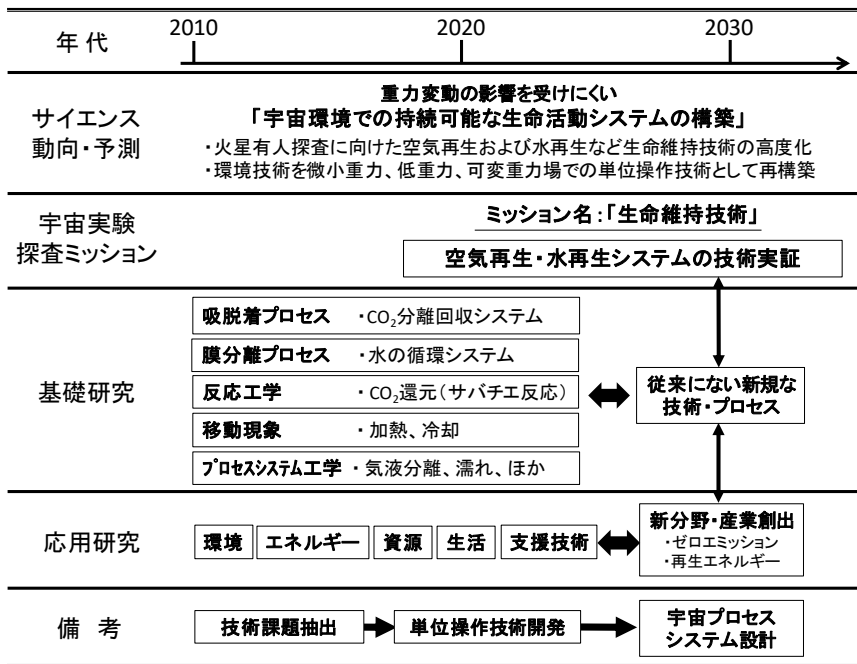 年 代
2010
2020
2030
サイエンス
動向・予測
重力変動の影響を受けにくい
「宇宙環境での持続可能な生命活動システムの構築」
・火星有人探査に向けた空気再生および水再生など生命維持技術の高度化
・環境技術を微小重力、低重力、可変重力場での単位操作技術として再構築
宇宙実験
探査ミッション
ミッション名：「生命維持技術」
空気再生・水再生システムの技術実証
基礎研究
吸脱着プロセス ・CO₂分離回収システム
膜分離プロセス ・水の循環システム
反応工学 ・CO₂還元（サバチエ反応）
移動現象 ・加熱、冷却
プロセスシステム工学 ・気液分離、濡れ、ほか
従来にない新規な
技術・プロセス
応用研究
環境 エネルギー 資源 生活 支援技術
新分野・産業創出
・ゼロエミッション
・再生エネルギー
備 考
技術課題抽出
単位操作技術開発
宇宙プロセス
システム設計